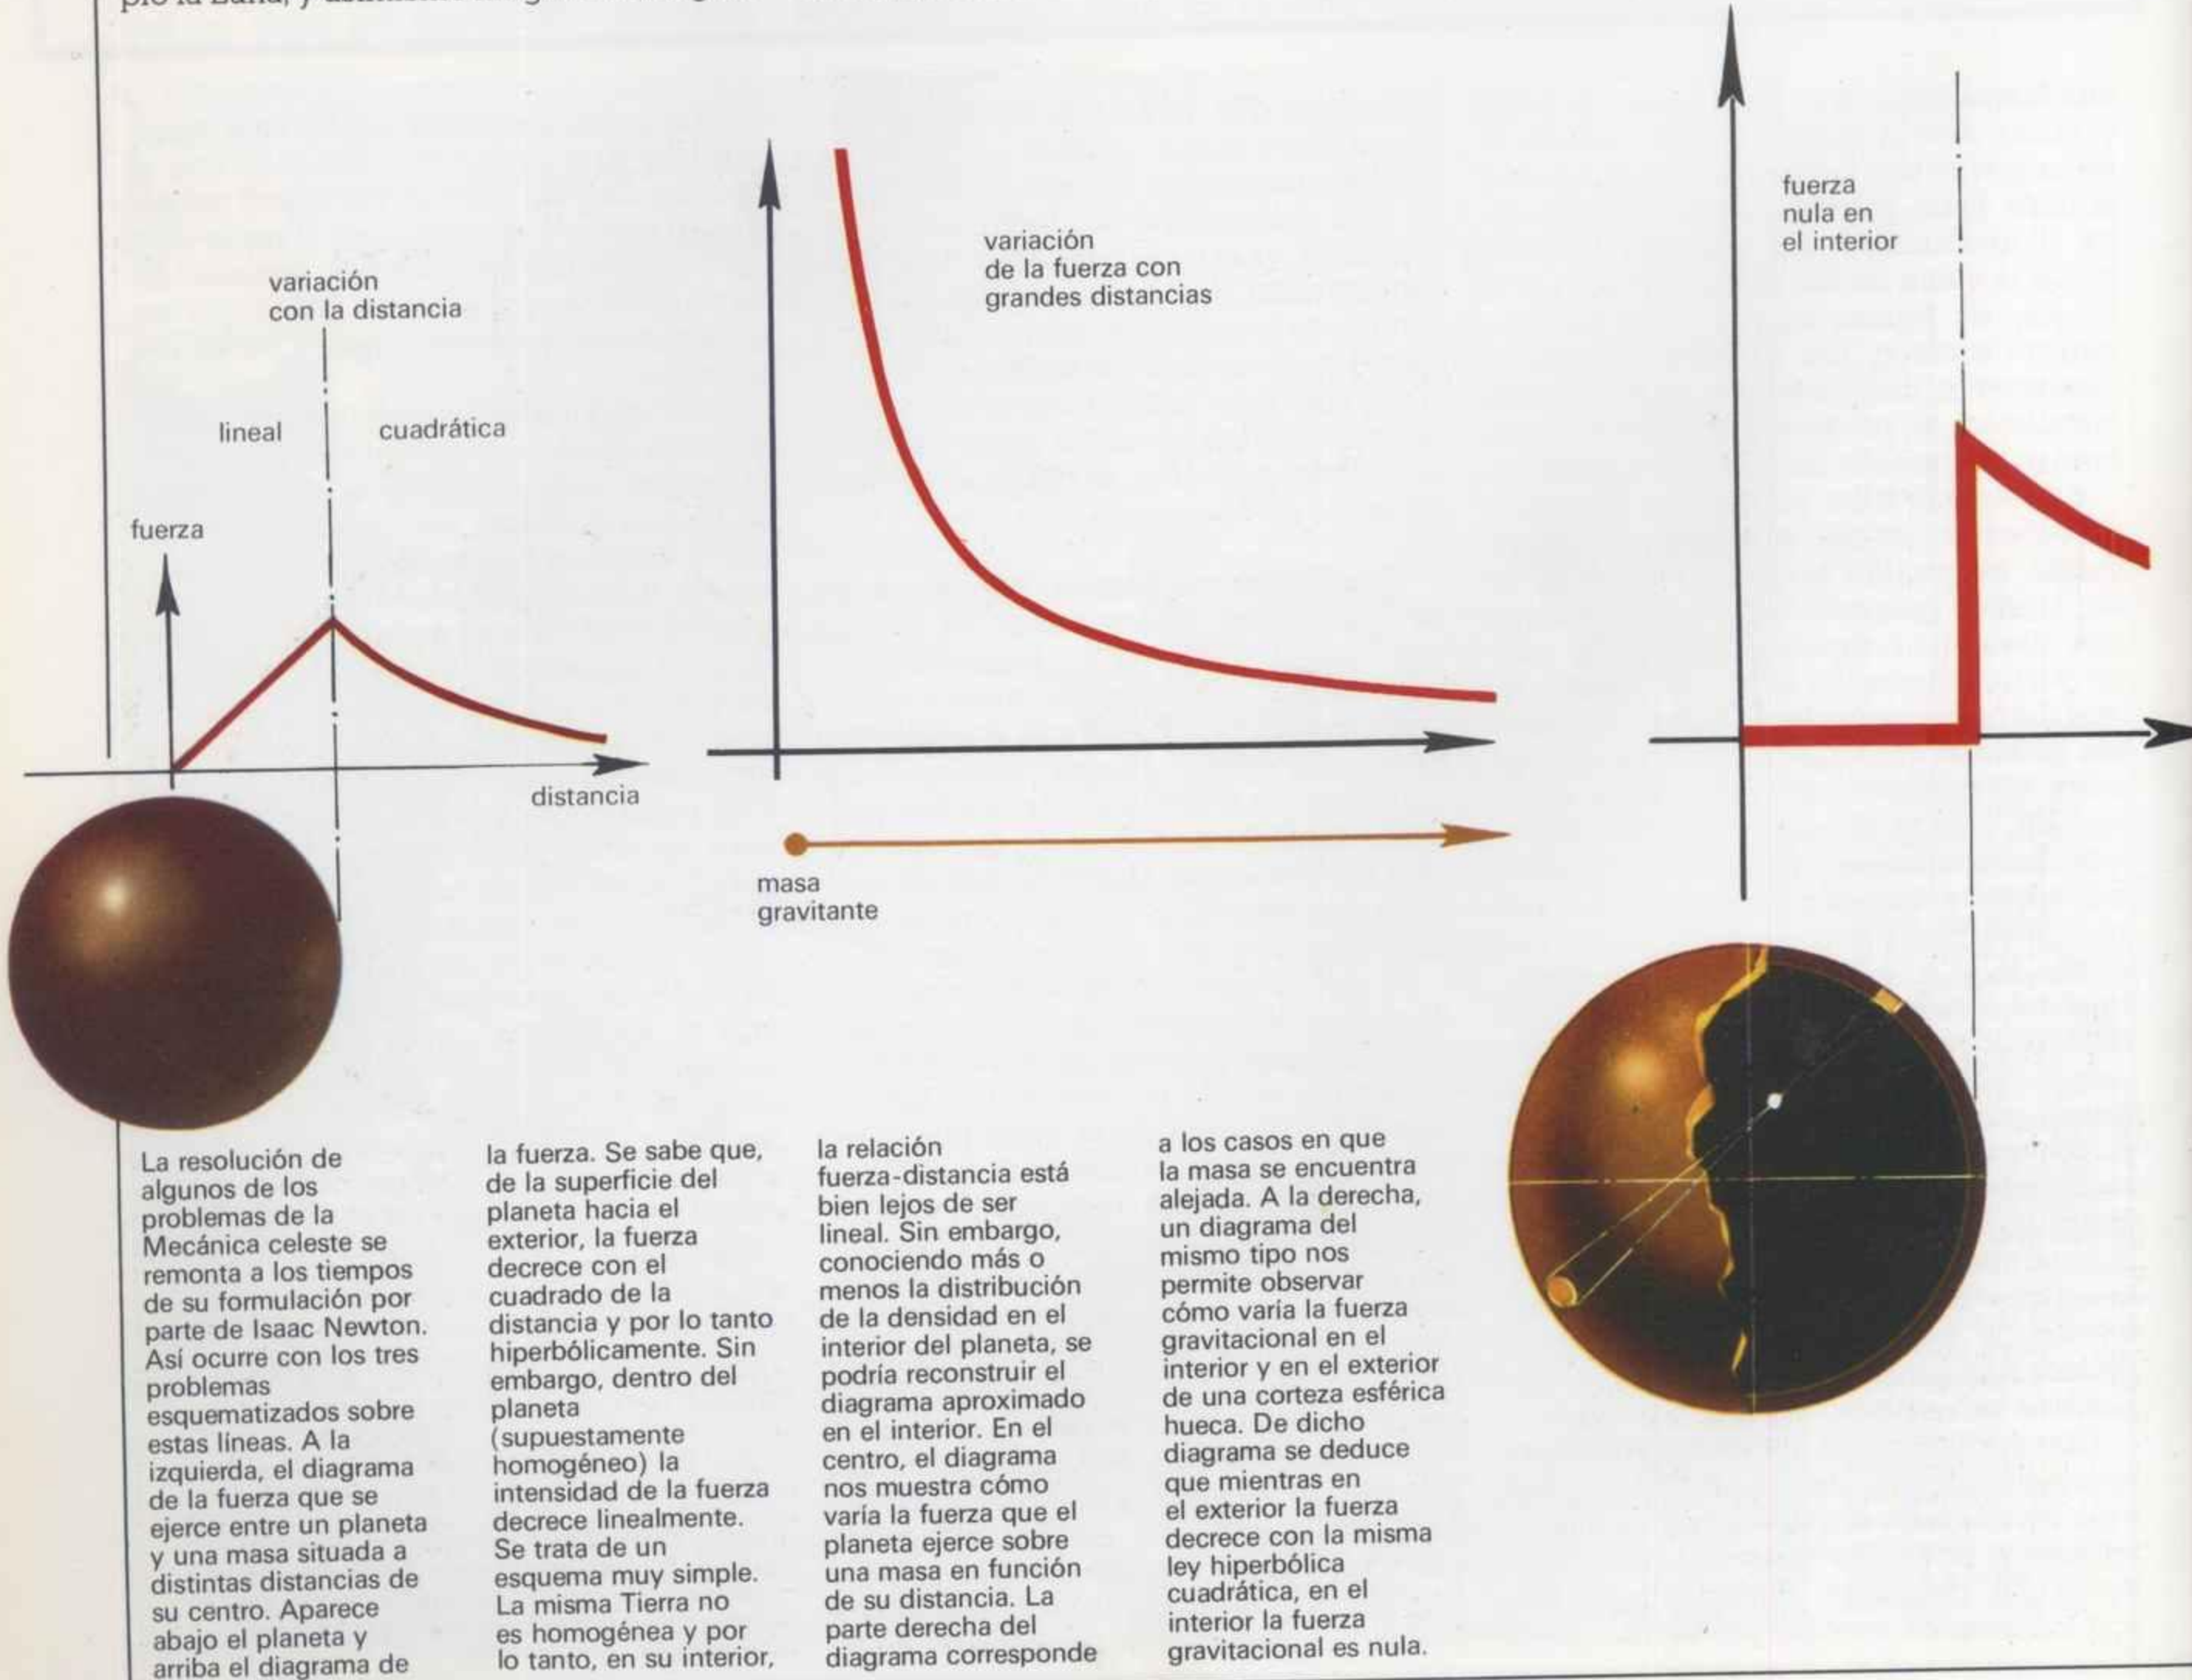 variación
con la distancia
lineal
cuadrática
fuerza
distancia
variación
de la fuerza con
grandes distancias
masa
gravitante
fuerza
nula en
el interior
La resolución de
algunos de los
problemas de la
Mecánica celeste se
remonta a los tiempos
de su formulación por
parte de Isaac Newton.
Así ocurre con los tres
problemas
esquematizados sobre
estas líneas. A la
izquierda, el diagrama
de la fuerza que se
ejerce entre un planeta
y una masa situada a
distintas distancias de
su centro. Aparece
abajo el planeta y
arriba el diagrama de
la fuerza. Se sabe que,
de la superficie del
planeta hacia el
exterior, la fuerza
decrece con el
cuadrado de la
distancia y por lo tanto
hiperbólicamente. Sin
embargo, dentro del
planeta
(supuestamente
homogéneo) la
intensidad de la fuerza
decrece linealmente.
Se trata de un
esquema muy simple.
La misma Tierra no
es homogénea y por
lo tanto, en su interior,
la relación
fuerza-distancia está
bien lejos de ser
lineal. Sin embargo,
conociendo más o
menos la distribución
de la densidad en el
interior del planeta, se
podría reconstruir el
diagrama aproximado
en el interior. En el
centro, el diagrama
nos muestra cómo
varía la fuerza que el
planeta ejerce sobre
una masa en función
de su distancia. La
parte derecha del
diagrama corresponde
a los casos en que
la masa se encuentra
alejada. A la derecha,
un diagrama del
mismo tipo nos
permite observar
cómo varía la fuerza
gravitacional en el
interior y en el exterior
de una corteza esférica
hueca. De dicho
diagrama se deduce
que mientras en
el exterior la fuerza
decrece con la misma
ley hiperbólica
cuadrática, en el
interior la fuerza
gravitacional es nula.